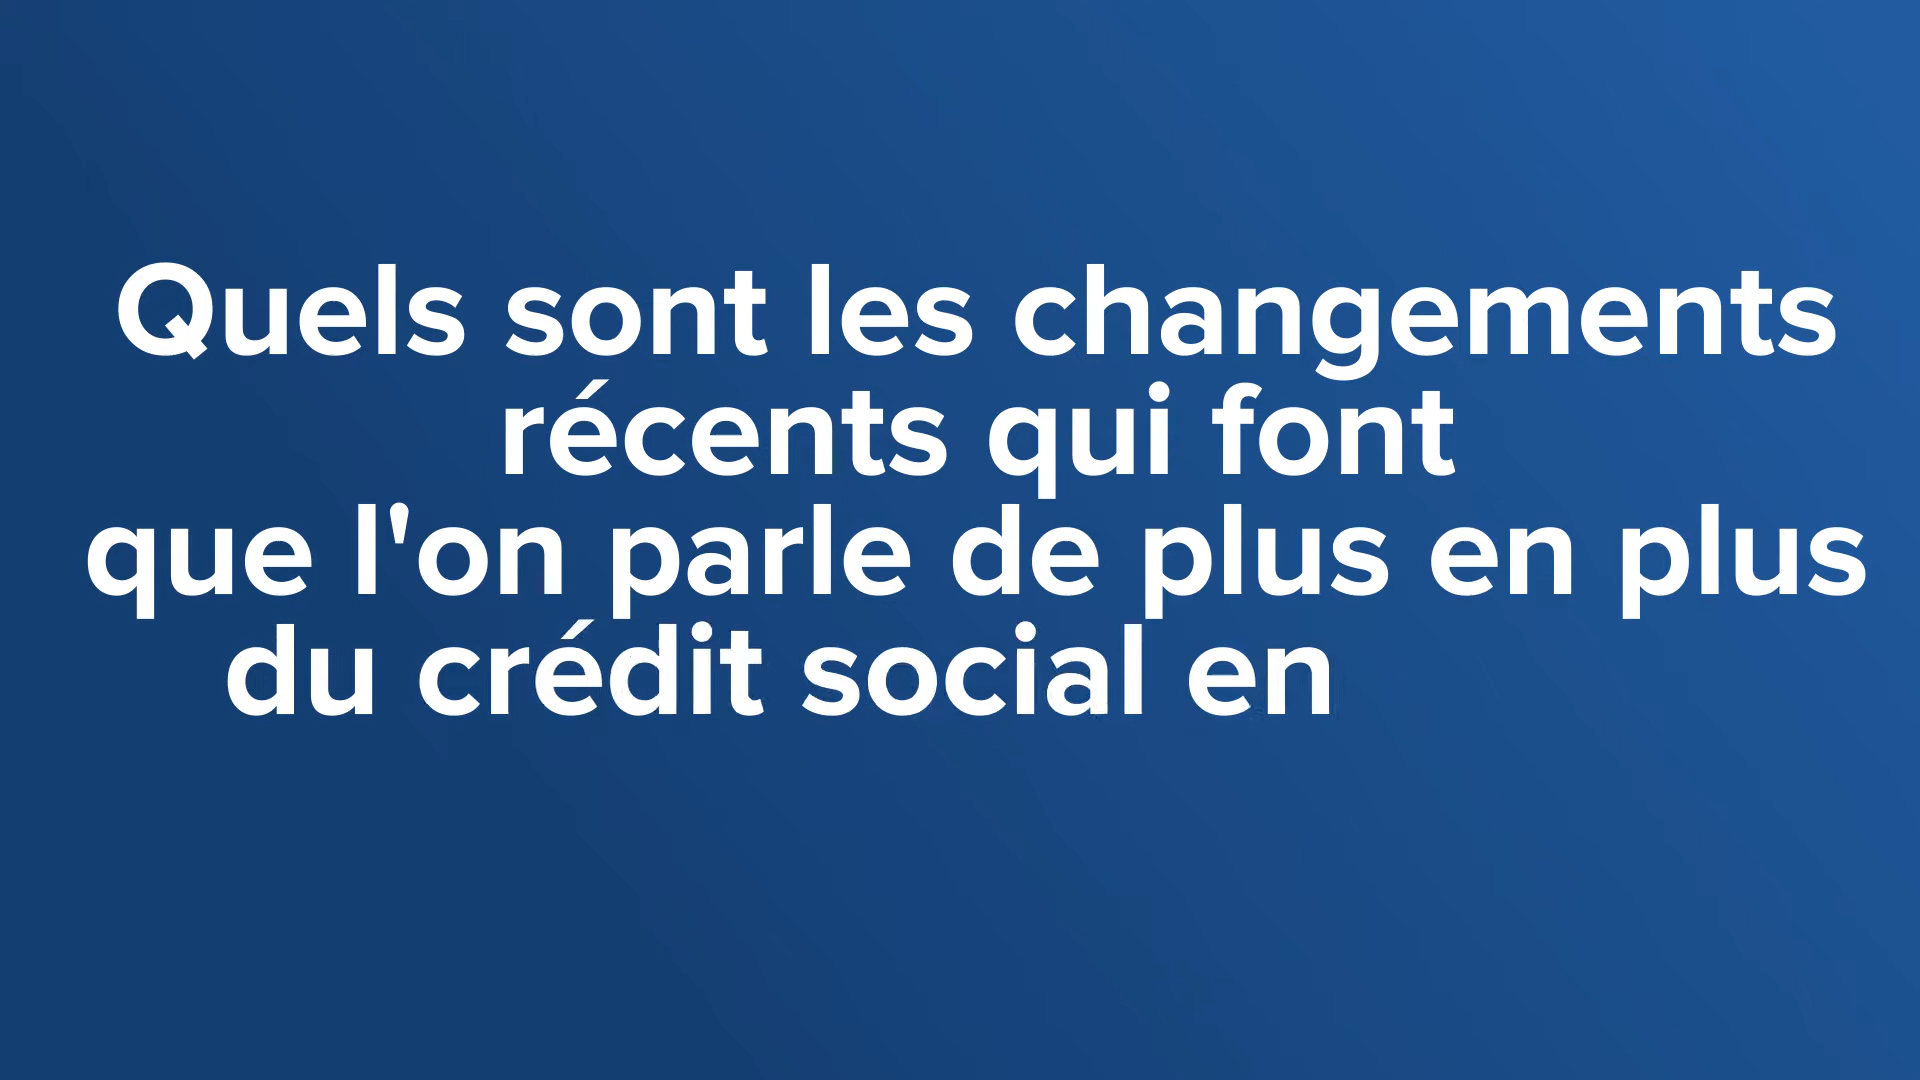 Quels sont les changements
récents qui font
que l'on parle de plus en plus
du crédit social en